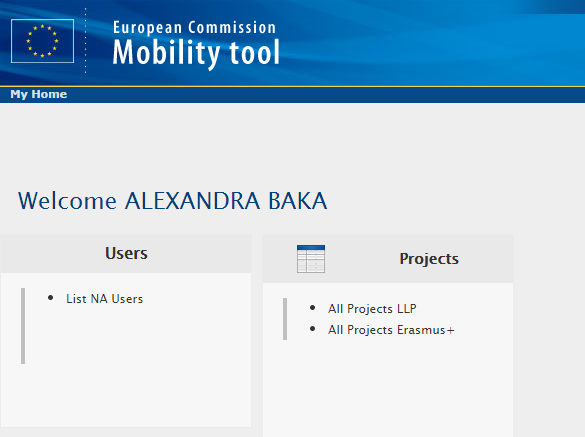 European Commission
Mobility tool
My Home
Welcome ALEXANDRA BAKA
Users
List NA Users
Projects
All Projects LLP
All Projects Erasmus+